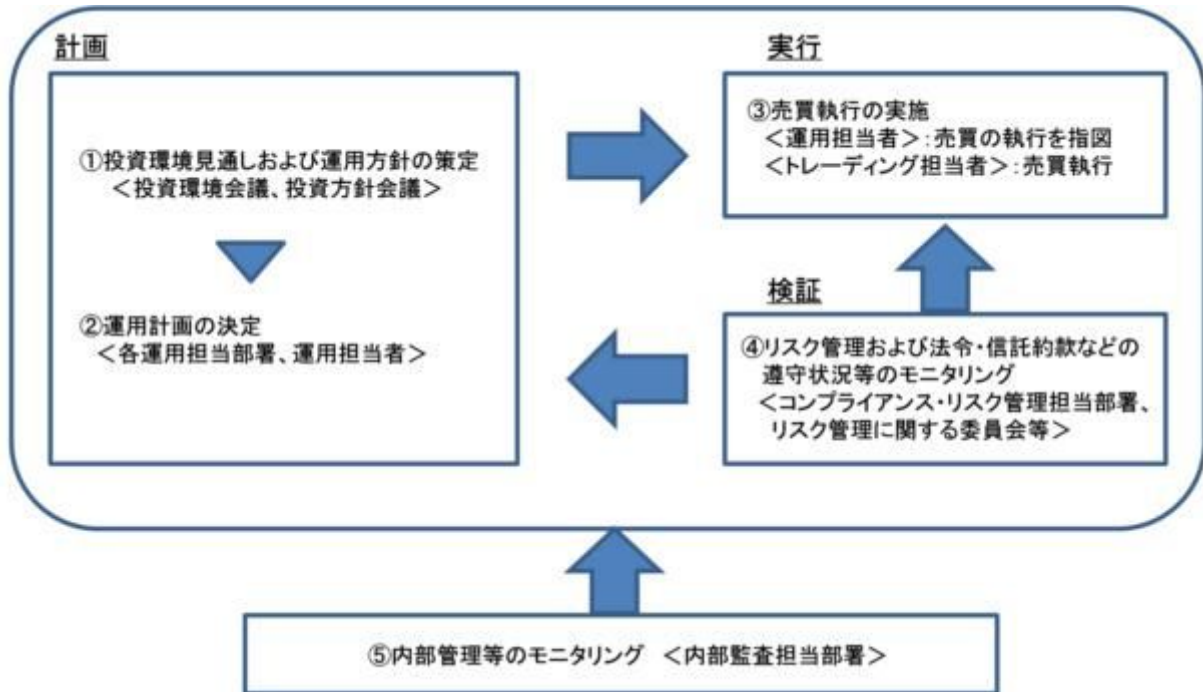 計画
①投資環境見通しおよび運用方針の策定
＜投資環境会議、投資方針会議＞
②運用計画の決定
＜各運用担当部署、運用担当者＞
実行
③売買執行の実施
＜運用担当者＞：売買の執行を指図
＜トレーディング担当者＞：売買執行
検証
④リスク管理および法令・信託約款などの
遵守状況等のモニタリング
＜コンプライアンス・リスク管理担当部署、
リスク管理に関する委員会等＞
⑤内部管理等のモニタリング ＜内部監査担当部署＞